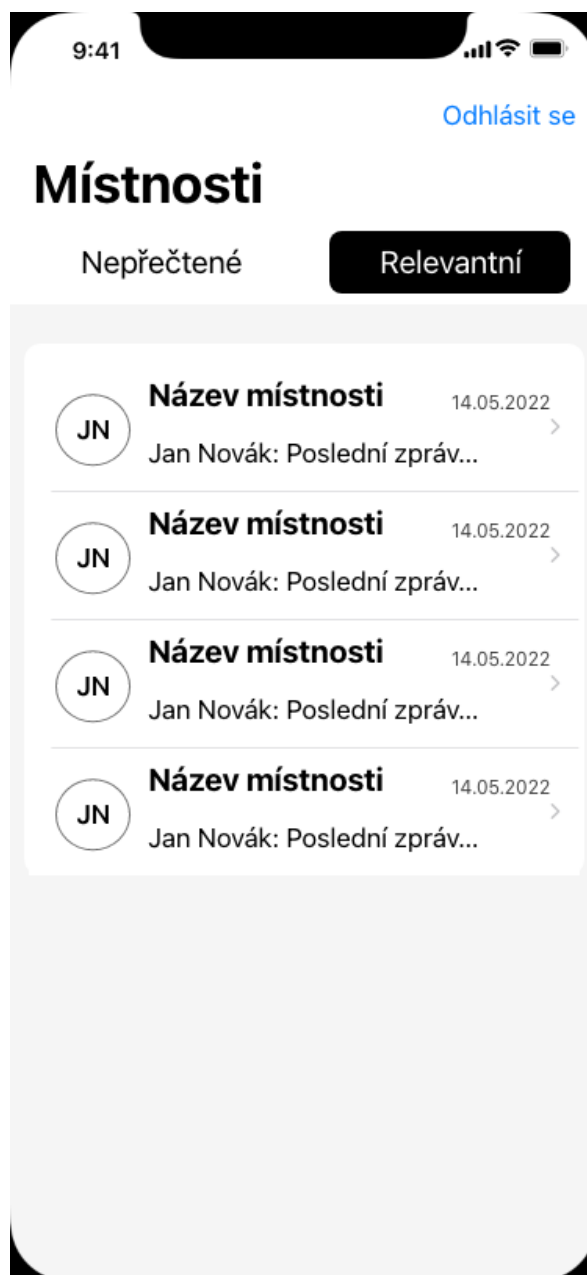 9:41
Odhlásit se
Místnosti
Nepřečtené Relevantní
Název místnosti 14.05.2022
JN
Jan Novák: Poslední zpráv...
Název místnosti 14.05.2022
JN
Jan Novák: Poslední zpráv...
Název místnosti 14.05.2022
JN
Jan Novák: Poslední zpráv...
Název místnosti 14.05.2022
JN
Jan Novák: Poslední zpráv...